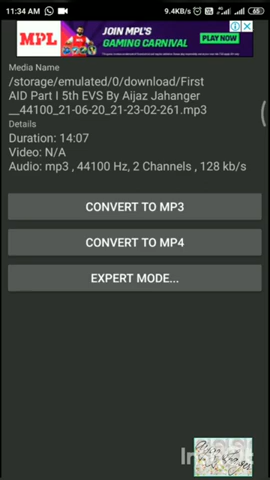 11:34 AM
9.4KB/s
65
MPL
JOIN MPL'S
GAMING CARNIVAL
PLAY NOW
Media Name
/storage/emulated/0/download/First
AID Part I 5th EVS By Aijaz Jahanger
__44100_21-06-20_21-23-02-261.mp3
Details
Duration: 14:07
Video: N/A
Audio: mp3 , 44100 Hz, 2 Channels , 128 kb/s
CONVERT TO MP3
CONVERT TO MP4
EXPERT MODE...